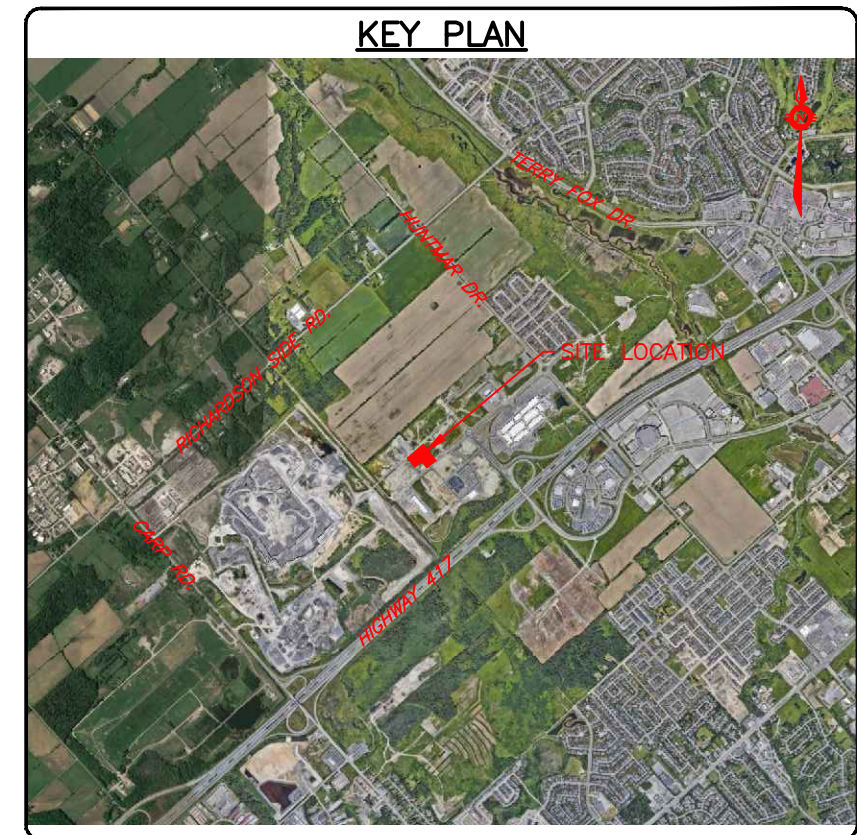 KEY PLAN
N
TERRY FOX DR.
HUNTMAR DR.
RICHARDSON SIDE RD.
SITE LOCATION
CARP RD.
HIGHWAY 417